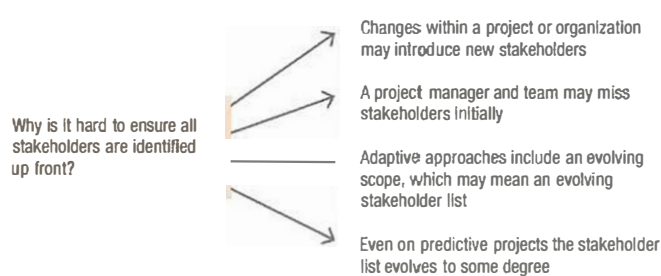 Changes within a project or organization
may introduce new stakeholders
A project manager and team may miss
stakeholders initially
Why is it hard to ensure all
stakeholders are identified
up front?
Adaptive approaches include an evolving
scope, which may mean an evolving
stakeholder list
Even on predictive projects the stakeholder
list evolves to some degree